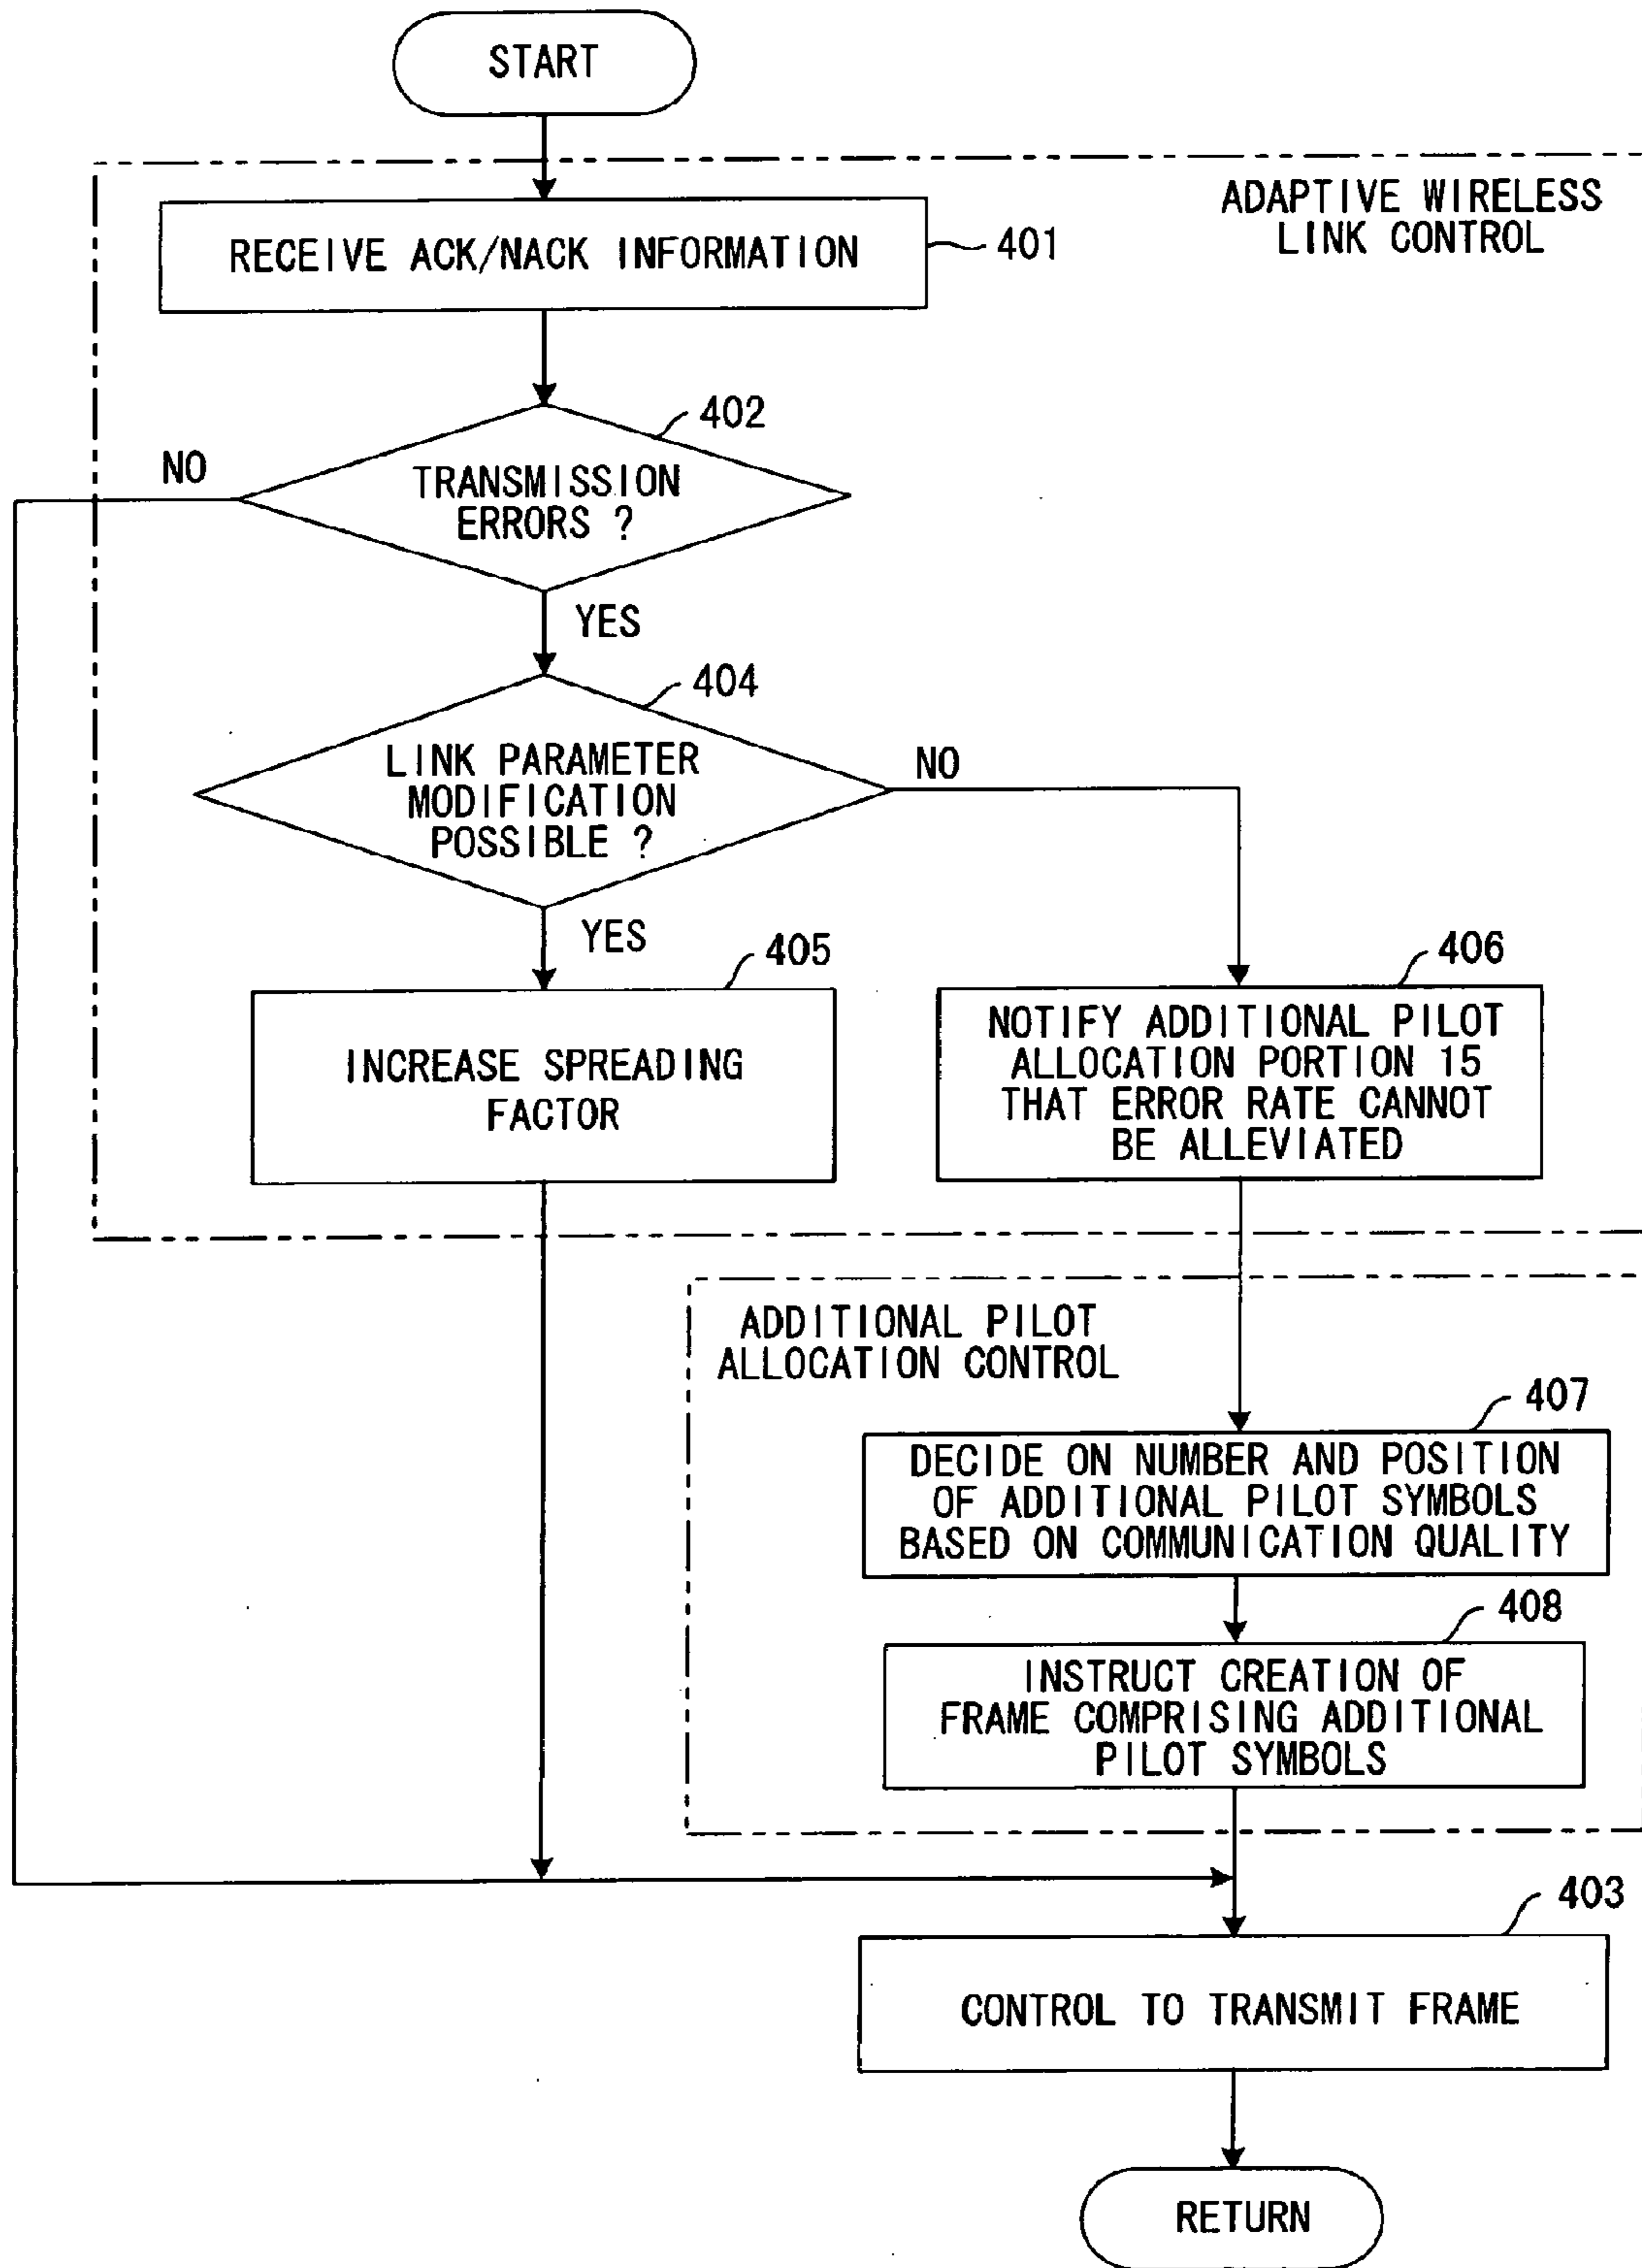 START
ADAPTIVE WIRELESS
LINK CONTROL
RECEIVE ACK/NACK INFORMATION
401
402
NO
TRANSMISSION
ERRORS ?
YES
404
LINK PARAMETER
MODIFICATION
POSSIBLE ?
NO
YES
405
INCREASE SPREADING
FACTOR
406
NOTIFY ADDITIONAL PILOT
ALLOCATION PORTION 15
THAT ERROR RATE CANNOT
BE ALLEVIATED
ADDITIONAL PILOT
ALLOCATION CONTROL
407
DECIDE ON NUMBER AND POSITION
OF ADDITIONAL PILOT SYMBOLS
BASED ON COMMUNICATION QUALITY
408
INSTRUCT CREATION OF
FRAME COMPRISING ADDITIONAL
PILOT SYMBOLS
403
CONTROL TO TRANSMIT FRAME
RETURN